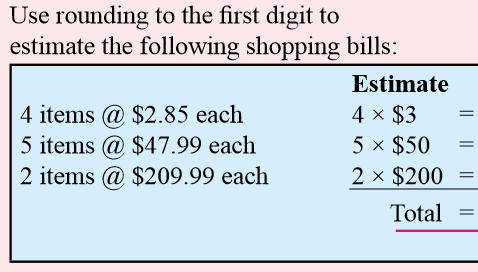 Use rounding to the first digit to
estimate the following shopping bills:
Estimate
4 items @ $2.85 each 4 × $3 =
5 items @ $47.99 each 5 × $50 =
2 items @ $209.99 each 2 × $200 =
Total =